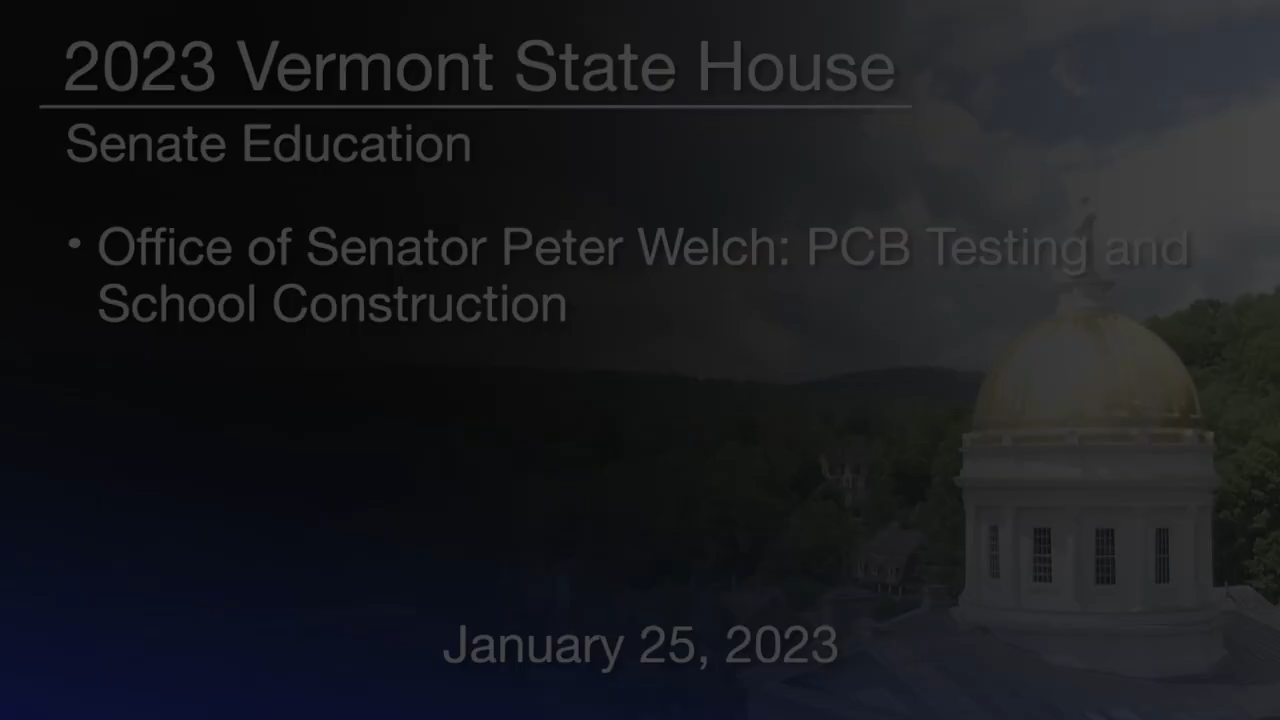 2023 Vermont State House
Senate Education
• Office of Senator Peter Welch: PCB Testing and
School Construction
January 25, 2023